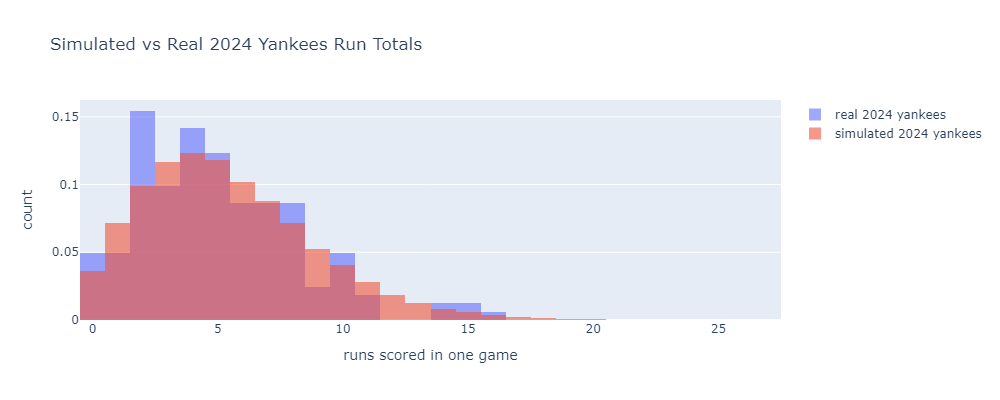 Simulated vs Real 2024 Yankees Run Totals
real 2024 yankees
simulated 2024 yankees
count
0.15
0.1
0.05
0
0 5 10 15 20 25
runs scored in one game